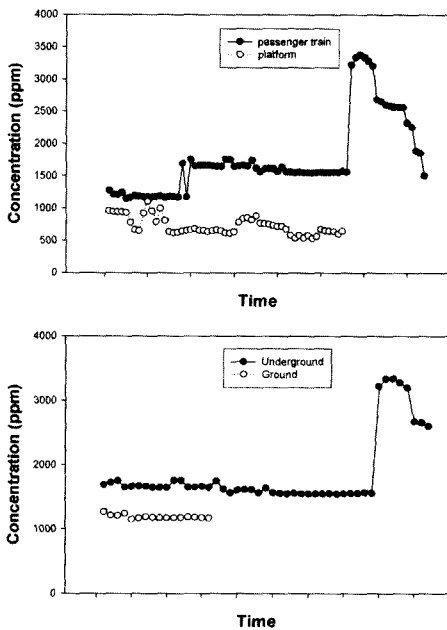 Concentration (ppm)
4000
3500
3000
2500
2000
1500
1000
500
0
passenger train
platform
Time
Concentration (ppm)
4000
3000
2000
1000
0
Underground
Ground
Time